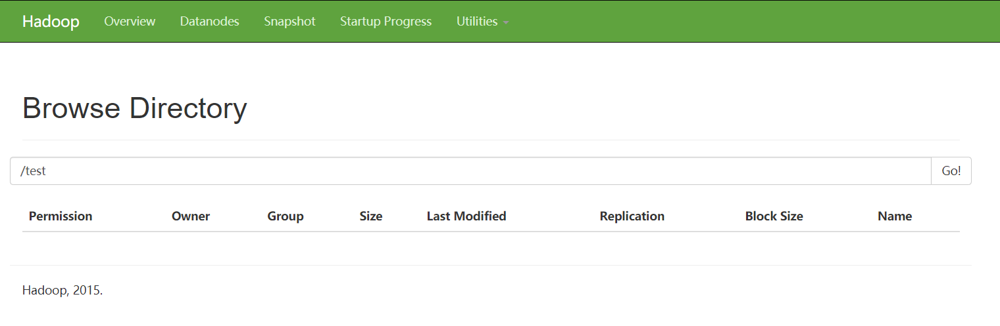 Hadoop Overview Datanodes Snapshot Startup Progress Utilities
Browse Directory
/test Go!
Permission Owner Group Size Last Modified Replication Block Size Name
Hadoop, 2015.